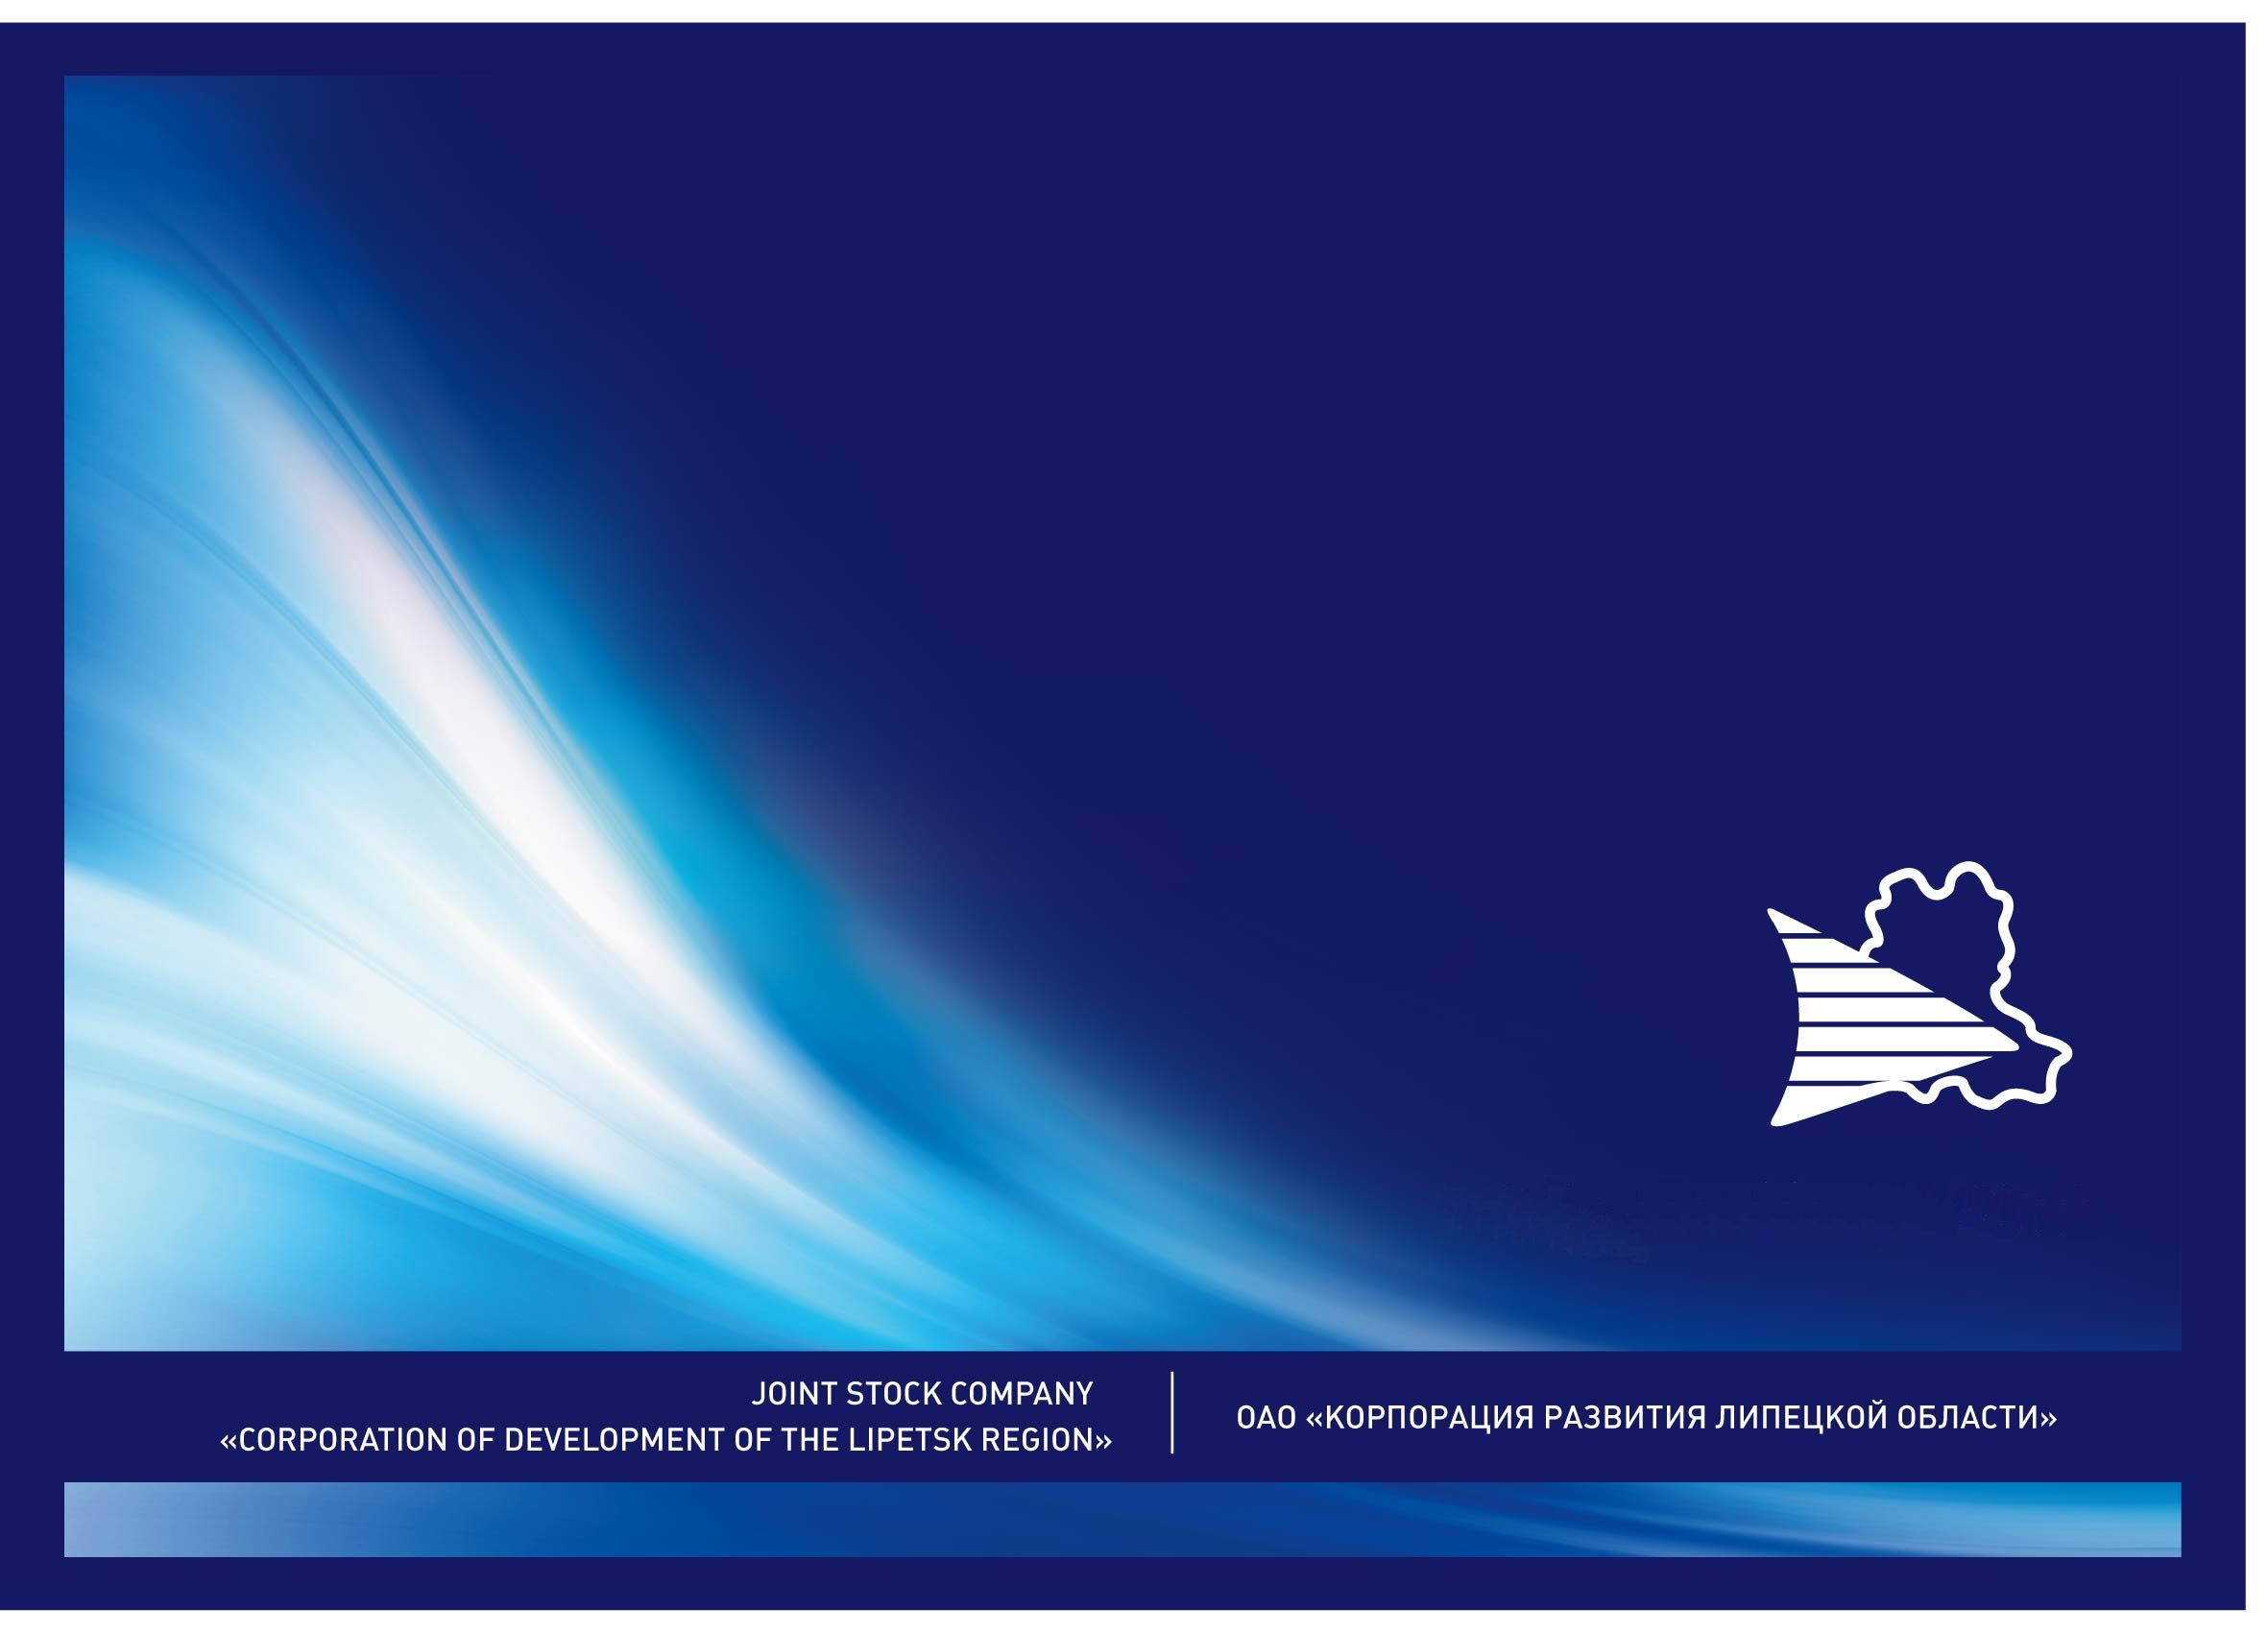 JOINT STOCK COMPANY
«CORPORATION OF DEVELOPMENT OF THE LIPETSK REGION»
ОАО «КОРПОРАЦИЯ РАЗВИТИЯ ЛИПЕЦКОЙ ОБЛАСТИ»